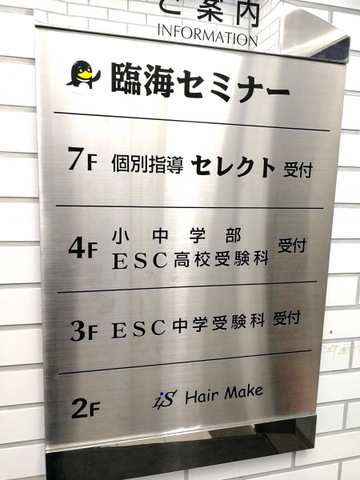 ご案内
INFORMATION
臨海セミナー
7F 個別指導 セレクト 受付
4F 小中学部 ESC高校受験科 受付
3F ESC中学受験科 受付
2F iS Hair Make